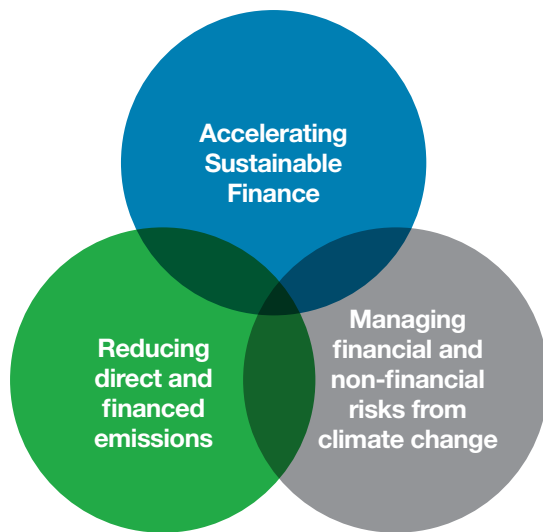 Accelerating
Sustainable
Finance
Reducing
direct and
financed
emissions
Managing
financial and
non-financial
risks from
climate change